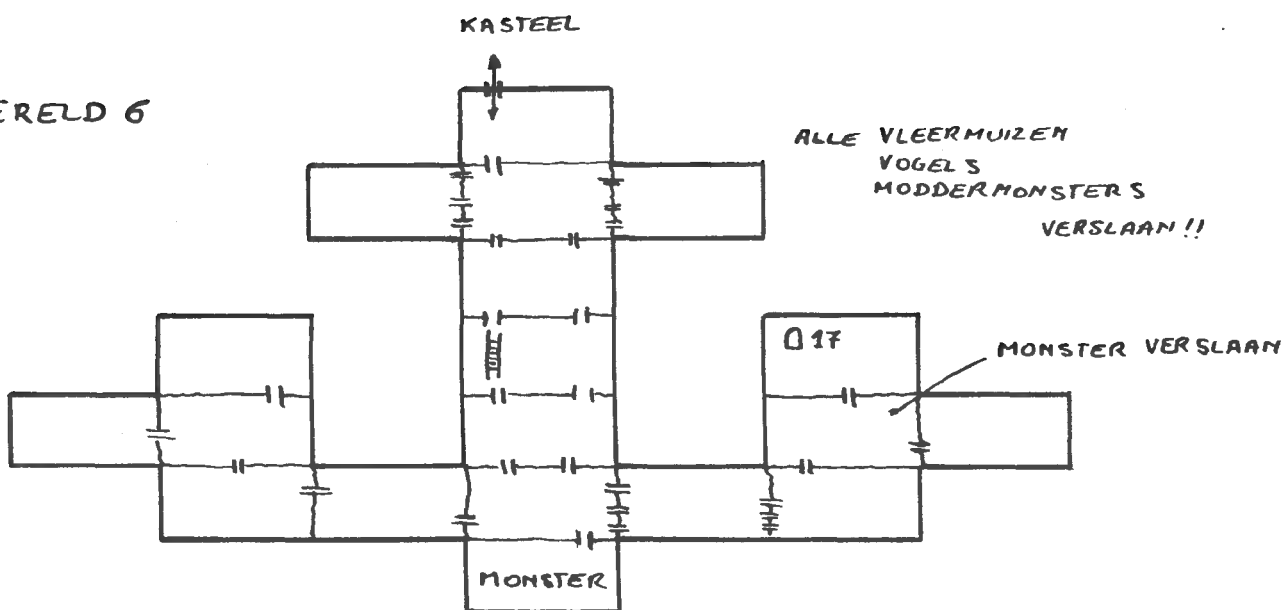 KASTEEL
ERELD 6
ALLE VLEERMUIZEN
VOGELS
MODDERMONSTERS
VERSLAAN!!
17
MONSTER VERSLAAN
MONSTER